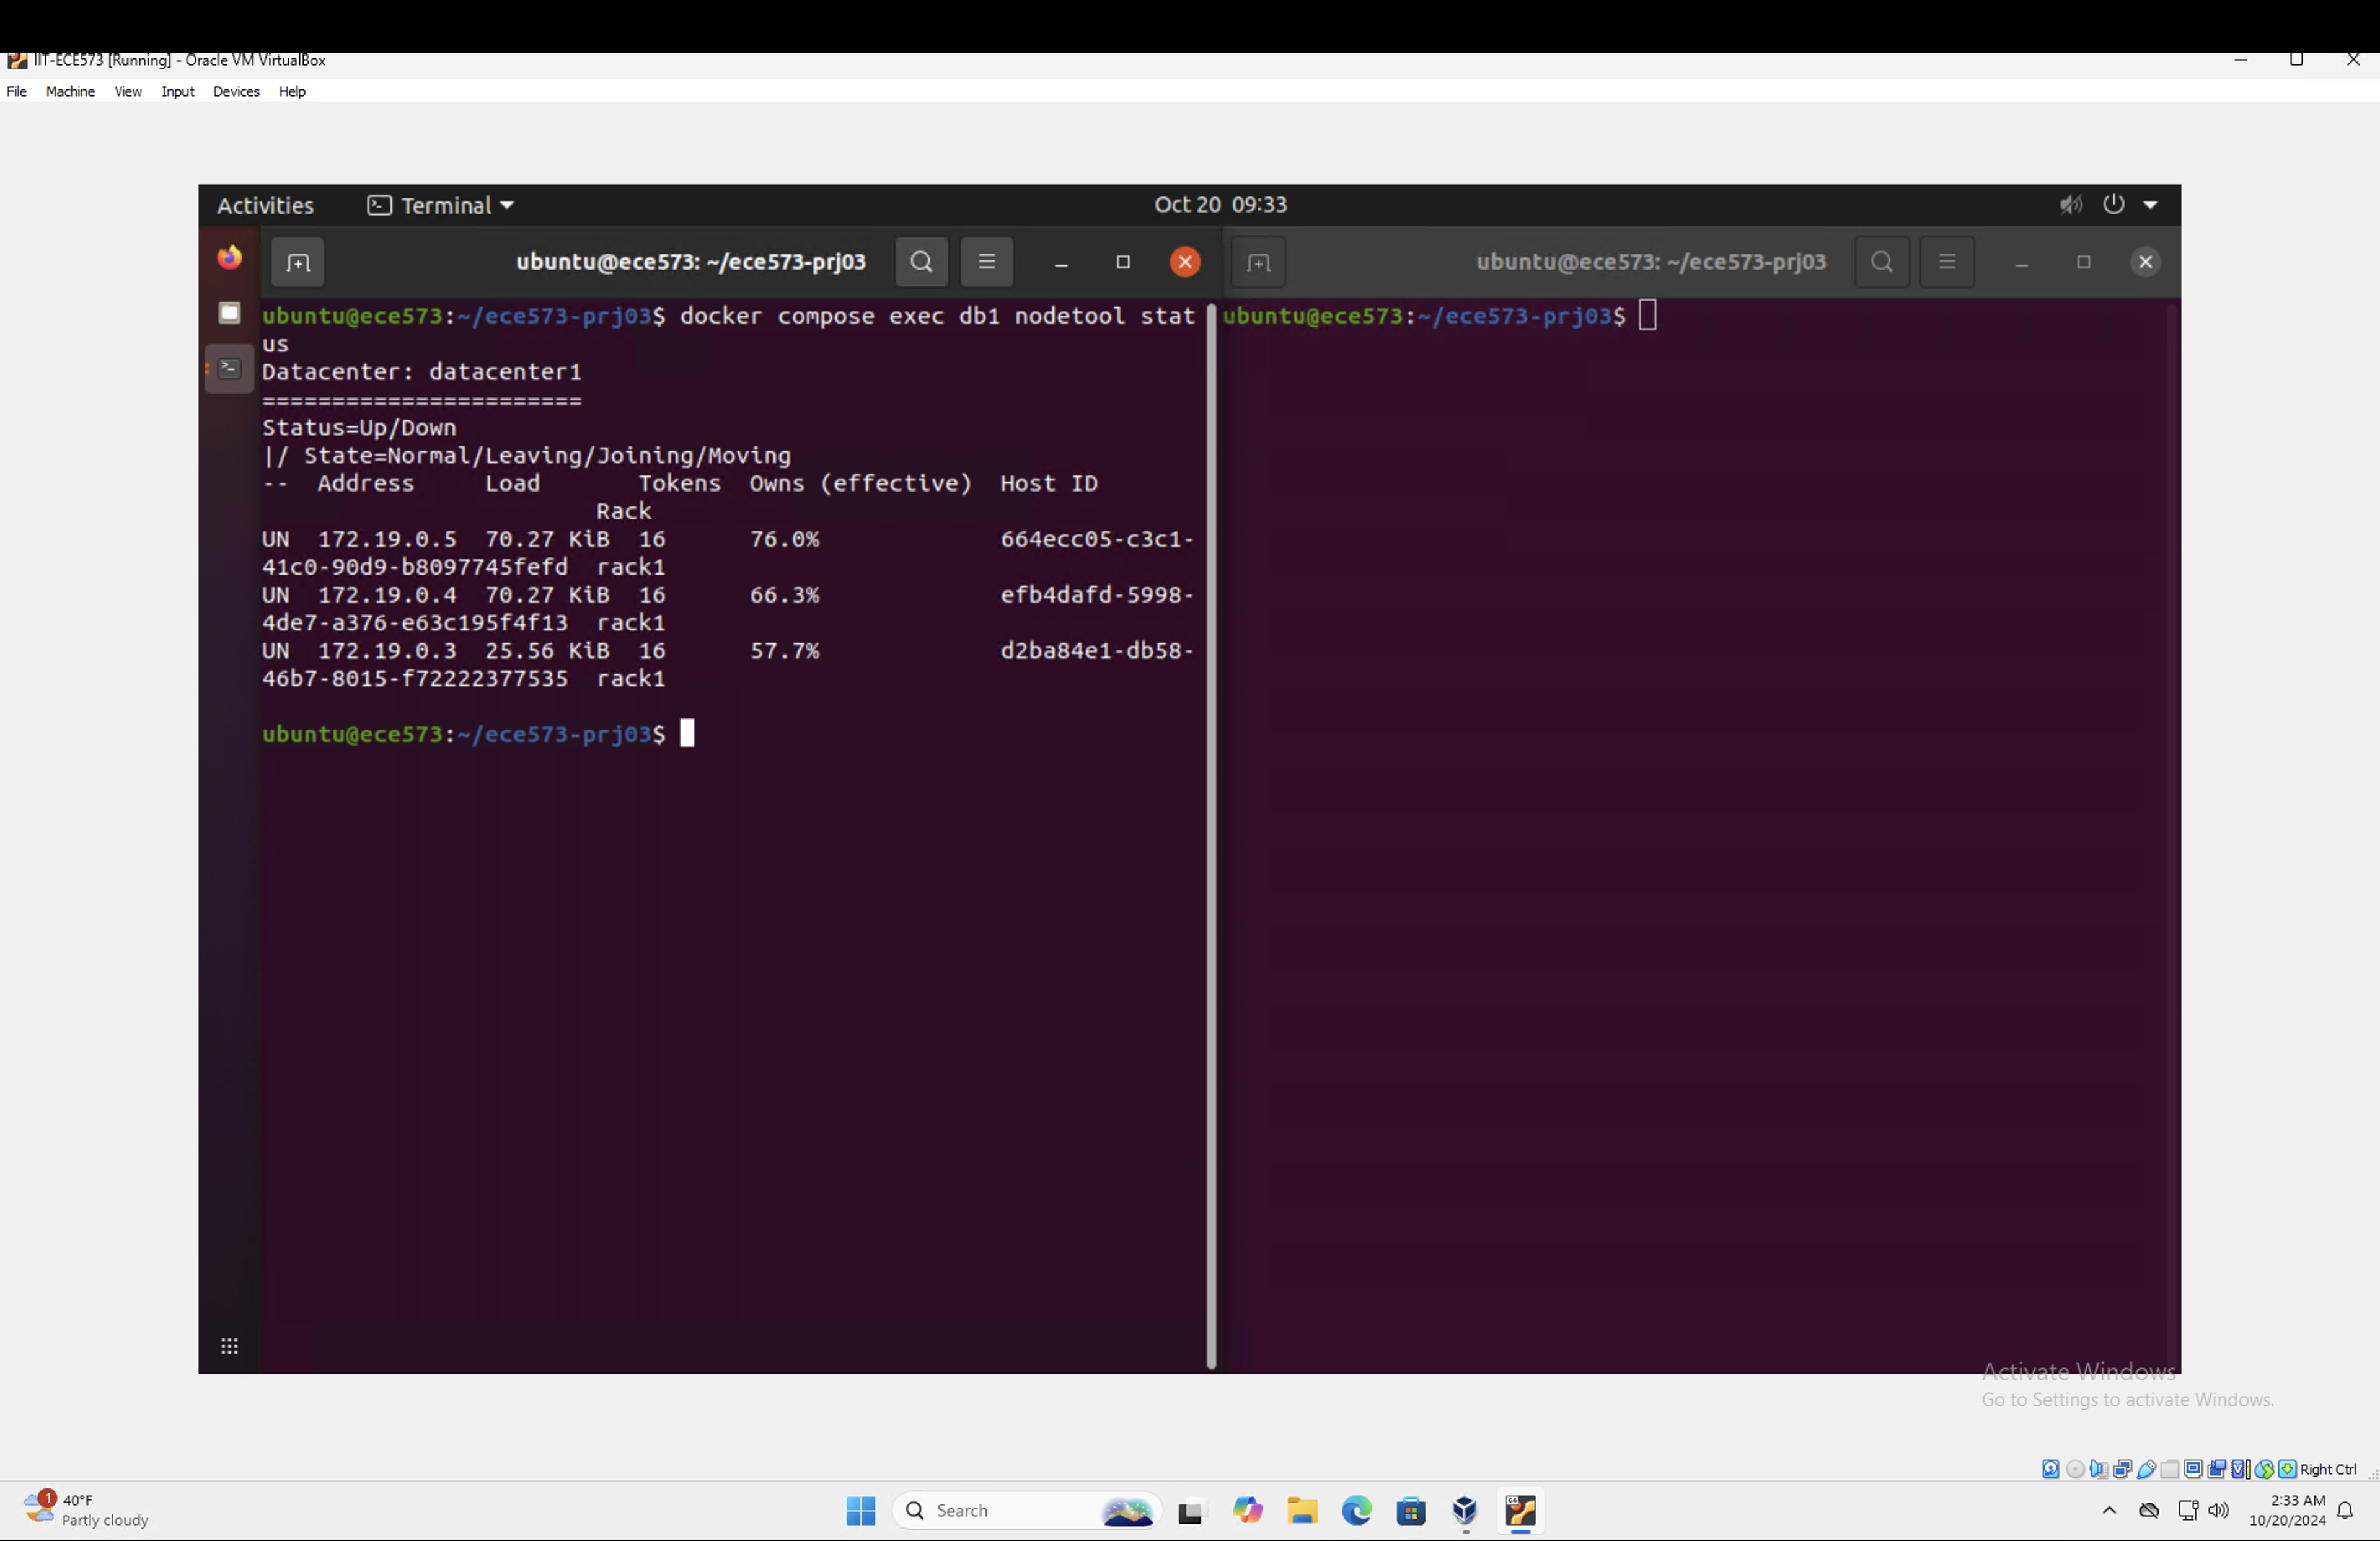 IIT-ECE573 [Running] - Oracle VM VirtualBox
File Machine View Input Devices Help
Activities Terminal Oct 20 09:33
ubuntu@ece573: ~/ece573-prj03
ubuntu@ece573:~/ece573-prj03$ docker compose exec db1 nodetool stat
us
Datacenter: datacenter1
=======================
Status=Up/Down
|/ State=Normal/Leaving/Joining/Moving
-- Address Load Tokens Owns (effective) Host ID
Rack
UN 172.19.0.5 70.27 KiB 16 76.0% 664ecc05-c3c1-
41c0-90d9-b8097745fefd rack1
UN 172.19.0.4 70.27 KiB 16 66.3% efb4dafd-5998-
4de7-a376-e63c195f4f13 rack1
UN 172.19.0.3 25.56 KiB 16 57.7% d2ba84e1-db58-
46b7-8015-f72222377535 rack1
ubuntu@ece573:~/ece573-prj03$
ubuntu@ece573: ~/ece573-prj03
ubuntu@ece573:~/ece573-prj03$
Activate Windows
Go to Settings to activate Windows.
Right Ctrl
1
40°F
Partly cloudy
Search
2:33 AM
10/20/2024